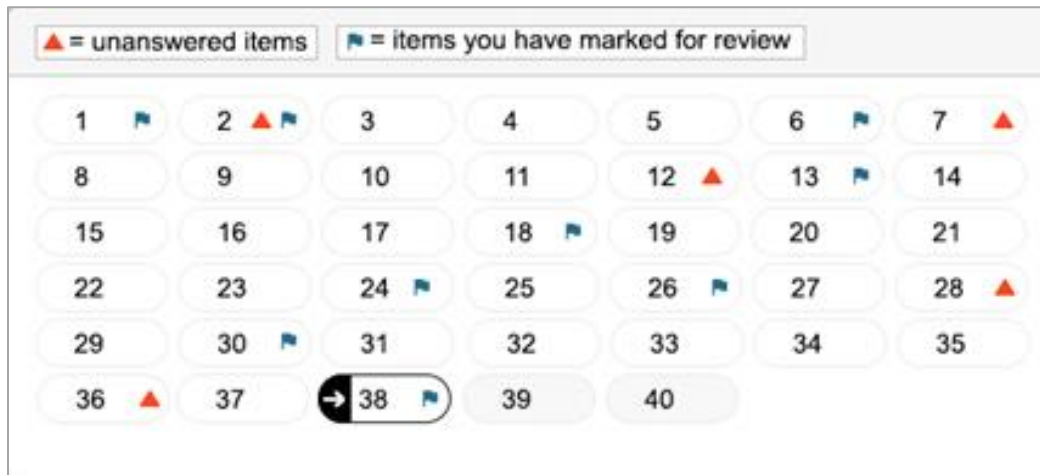 = unanswered items = items you have marked for review
1 2 3 4 5 6 7
8 9 10 11 12 13 14
15 16 17 18 19 20 21
22 23 24 25 26 27 28
29 30 31 32 33 34 35
36 37 38 39 40